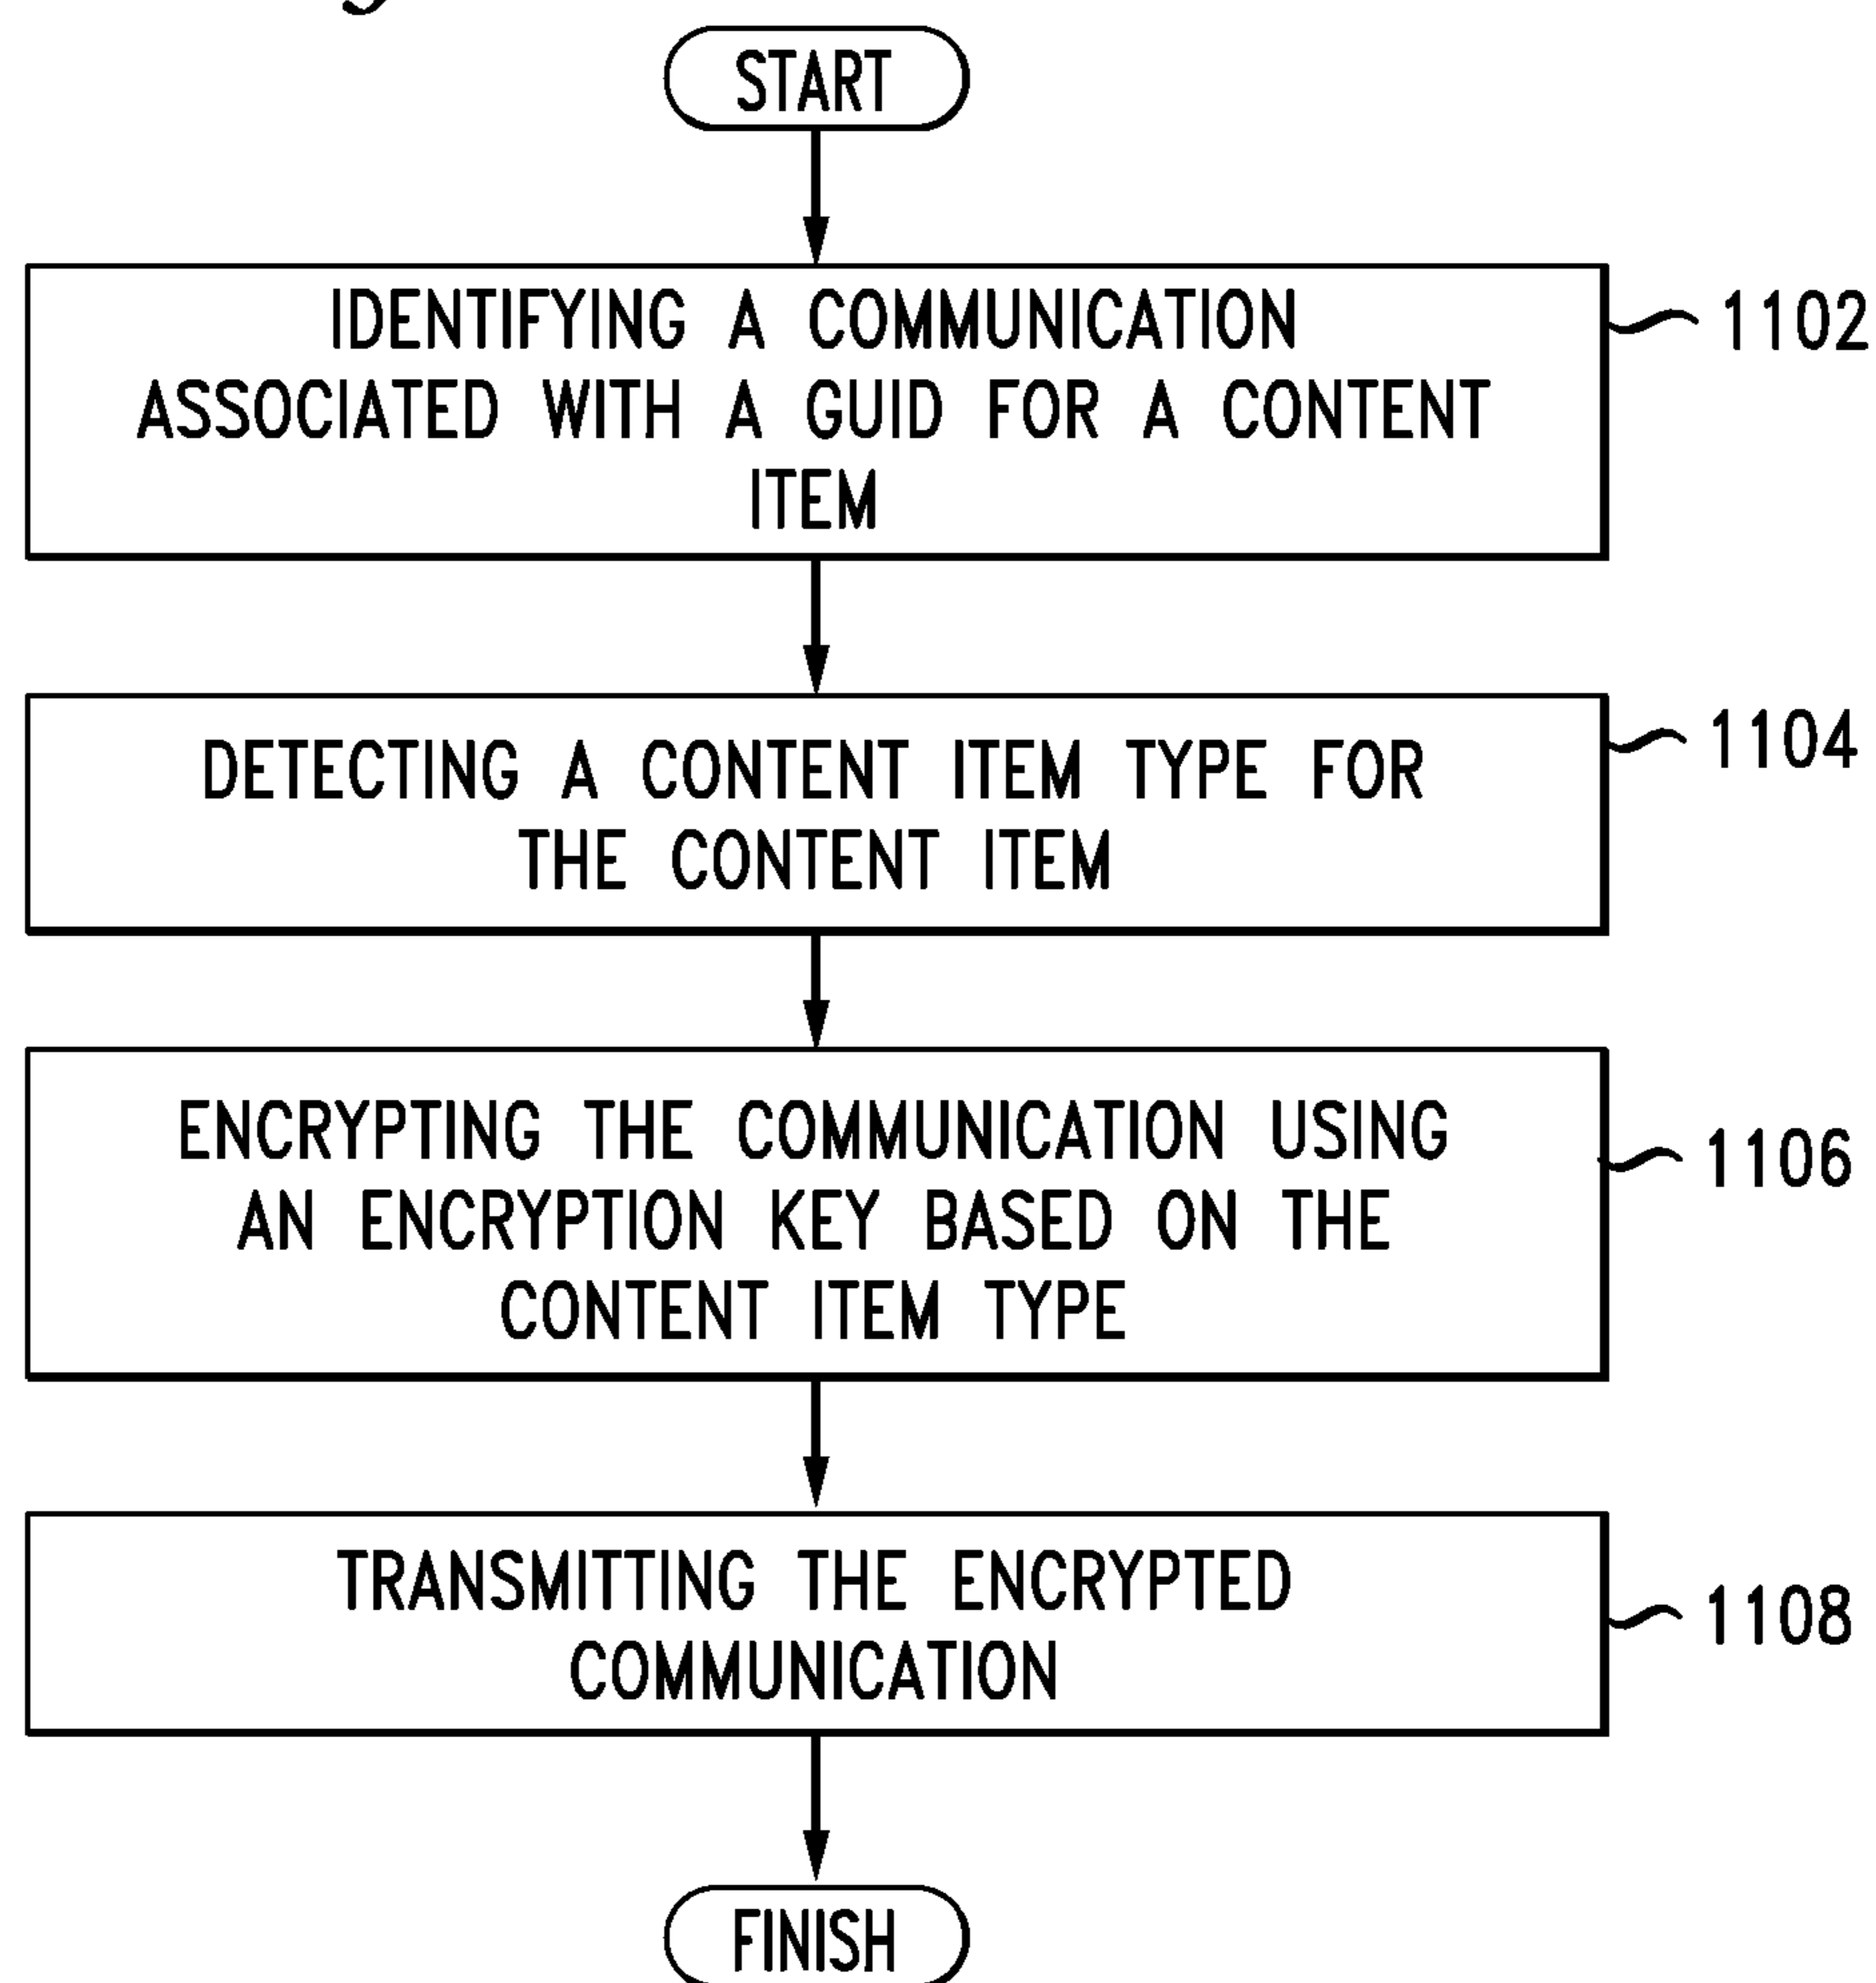 START
IDENTIFYING A COMMUNICATION
ASSOCIATED WITH A GUID FOR A CONTENT
ITEM
1102
DETECTING A CONTENT ITEM TYPE FOR
THE CONTENT ITEM
1104
ENCRYPTING THE COMMUNICATION USING
AN ENCRYPTION KEY BASED ON THE
CONTENT ITEM TYPE
1106
TRANSMITTING THE ENCRYPTED
COMMUNICATION
1108
FINISH